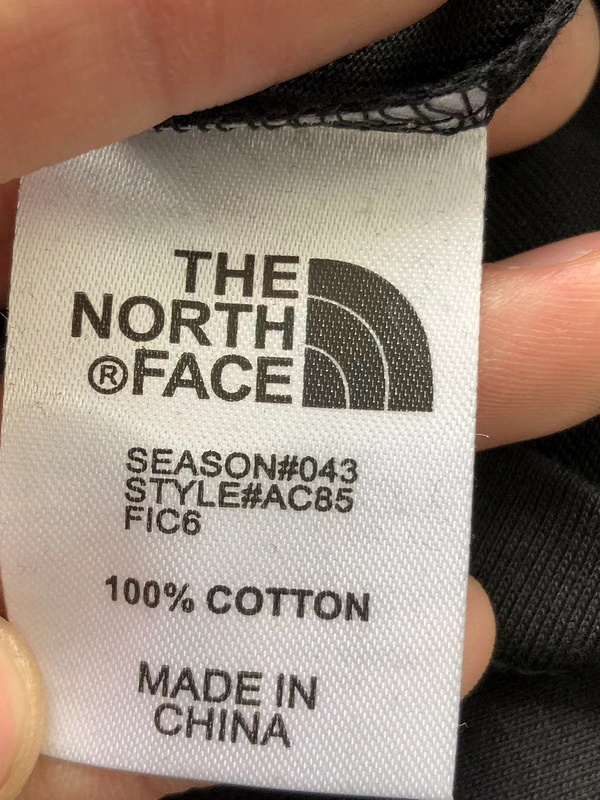 THE
NORTH
®FACE
SEASON#043
STYLE#AC85
FIC6
100% COTTON
MADE IN
CHINA